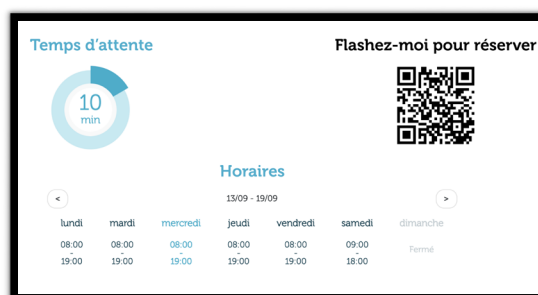 Temps d'attente
Flashez-moi pour réserver
10
min
Horaires
< 13/09 - 19/09 >
lundi mardi mercredi jeudi vendredi samedi dimanche
08:00 08:00 08:00 08:00 08:00 09:00
- - - - - - Fermé
19:00 19:00 19:00 19:00 19:00 18:00